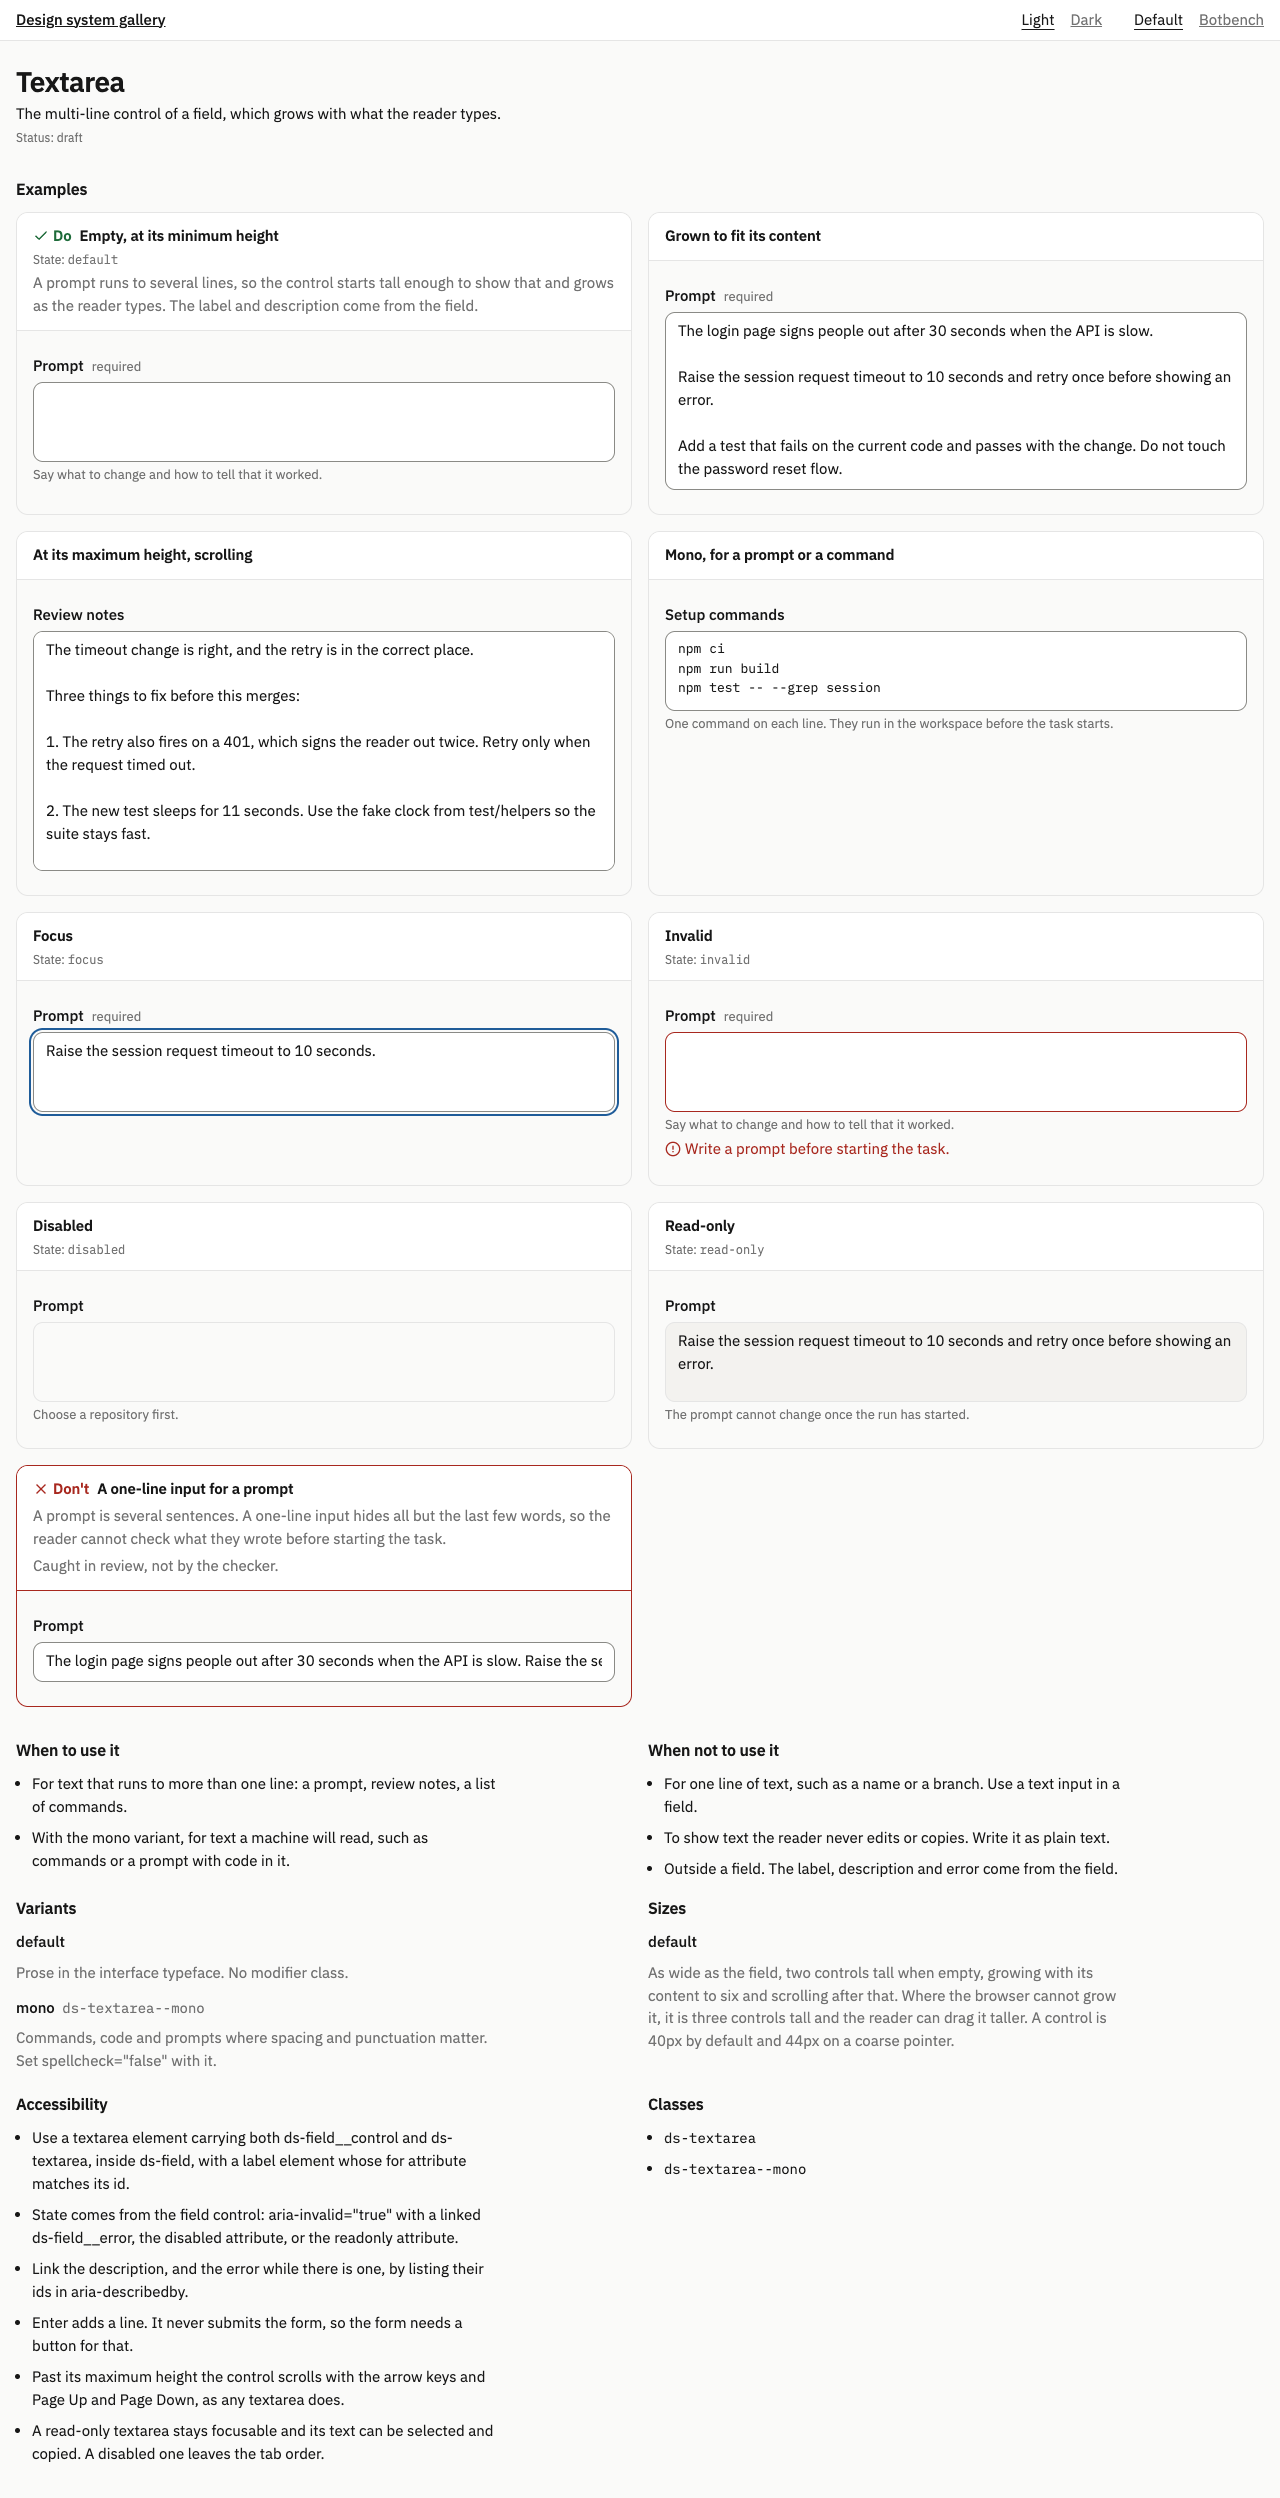 Design system gallery
Light Dark Default Botbench
Textarea
The multi-line control of a field, which grows with what the reader types.
Status: draft
Examples
Do Empty, at its minimum height
State: default
A prompt runs to several lines, so the control starts tall enough to show that and grows
as the reader types. The label and description come from the field.
Prompt required
Say what to change and how to tell that it worked.
Grown to fit its content
Prompt required
The login page signs people out after 30 seconds when the API is slow.
Raise the session request timeout to 10 seconds and retry once before showing an
error.
Add a test that fails on the current code and passes with the change. Do not touch
the password reset flow.
At its maximum height, scrolling
Review notes
The timeout change is right, and the retry is in the correct place.
Three things to fix before this merges:
1. The retry also fires on a 401, which signs the reader out twice. Retry only when
the request timed out.
2. The new test sleeps for 11 seconds. Use the fake clock from test/helpers so the
suite stays fast.
Mono, for a prompt or a command
Setup commands
npm ci
npm run build
npm test -- --grep session
One command on each line. They run in the workspace before the task starts.
Focus
State: focus
Prompt required
Raise the session request timeout to 10 seconds.
Invalid
State: invalid
Prompt required
Say what to change and how to tell that it worked.
Write a prompt before starting the task.
Disabled
State: disabled
Prompt
Choose a repository first.
Read-only
State: read-only
Prompt
Raise the session request timeout to 10 seconds and retry once before showing an
error.
The prompt cannot change once the run has started.
Don't A one-line input for a prompt
A prompt is several sentences. A one-line input hides all but the last few words, so the
reader cannot check what they wrote before starting the task.
Caught in review, not by the checker.
Prompt
The login page signs people out after 30 seconds when the API is slow. Raise the se
When to use it
For text that runs to more than one line: a prompt, review notes, a list
of commands.
With the mono variant, for text a machine will read, such as
commands or a prompt with code in it.
When not to use it
For one line of text, such as a name or a branch. Use a text input in a
field.
To show text the reader never edits or copies. Write it as plain text.
Outside a field. The label, description and error come from the field.
Variants
default
Prose in the interface typeface. No modifier class.
mono ds-textarea--mono
Commands, code and prompts where spacing and punctuation matter.
Set spellcheck="false" with it.
Sizes
default
As wide as the field, two controls tall when empty, growing with its
content to six and scrolling after that. Where the browser cannot grow
it, it is three controls tall and the reader can drag it taller. A control is
40px by default and 44px on a coarse pointer.
Accessibility
Use a textarea element carrying both ds-field__control and ds-
textarea, inside ds-field, with a label element whose for attribute
matches its id.
State comes from the field control: aria-invalid="true" with a linked
ds-field__error, the disabled attribute, or the readonly attribute.
Link the description, and the error while there is one, by listing their
ids in aria-describedby.
Enter adds a line. It never submits the form, so the form needs a
button for that.
Past its maximum height the control scrolls with the arrow keys and
Page Up and Page Down, as any textarea does.
A read-only textarea stays focusable and its text can be selected and
copied. A disabled one leaves the tab order.
Classes
ds-textarea
ds-textarea--mono